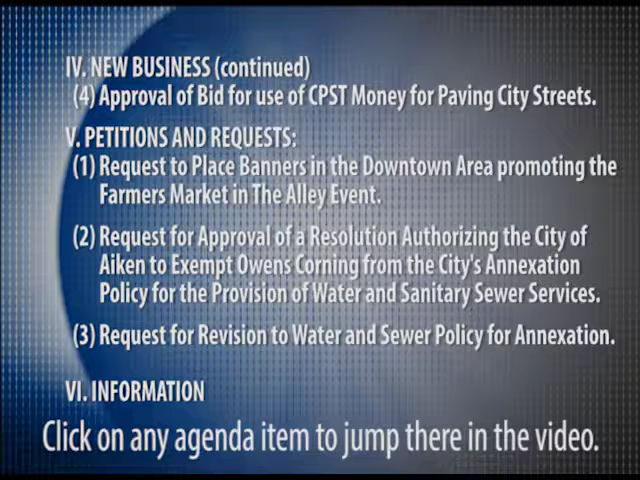 IV. NEW BUSINESS (continued)
(4) Approval of Bid for use of CPST Money for Paving City Streets.
V. PETITIONS AND REQUESTS:
(1) Request to Place Banners in the Downtown Area promoting the
Farmers Market in The Alley Event.
(2) Request for Approval of a Resolution Authorizing the City of
Aiken to Exempt Owens Corning from the City's Annexation
Policy for the Provision of Water and Sanitary Sewer Services.
(3) Request for Revision to Water and Sewer Policy for Annexation.
VI. INFORMATION
Click on any agenda item to jump there in the video.